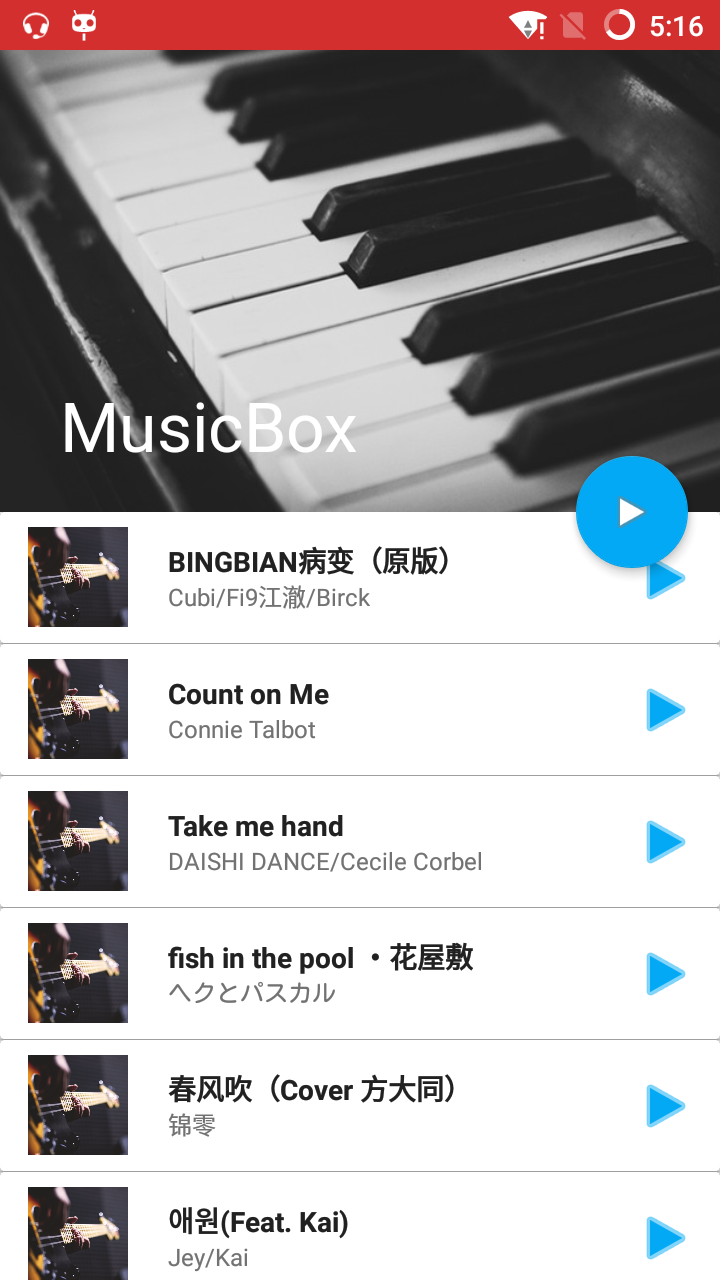 5:16
MusicBox
BINGBIAN病变（原版）
Cubi/Fi9江澈/Birck
Count on Me
Connie Talbot
Take me hand
DAISHI DANCE/Cecile Corbel
fish in the pool ・花屋敷
へクとパスカル
春风吹（Cover 方大同）
锦零
애원(Feat. Kai)
Jey/Kai